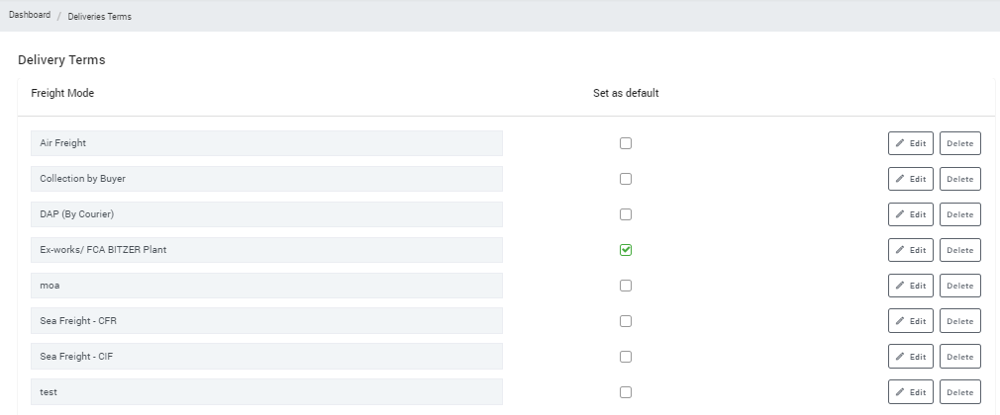 Dashboard / Deliveries Terms
Delivery Terms
Freight Mode Set as default
Air Freight Edit Delete
Collection by Buyer Edit Delete
DAP (By Courier) Edit Delete
Ex-works/ FCA BITZER Plant Edit Delete
moa Edit Delete
Sea Freight - CFR Edit Delete
Sea Freight - CIF Edit Delete
test Edit Delete